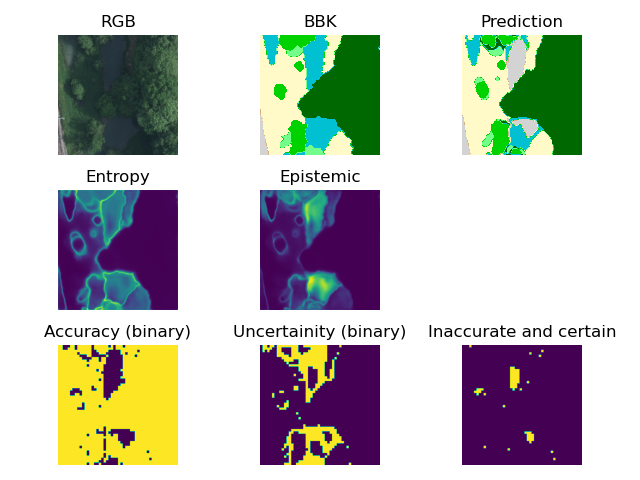 RGB
BBK
Prediction
Entropy
Epistemic
Accuracy (binary)
Uncertainity (binary)
Inaccurate and certain